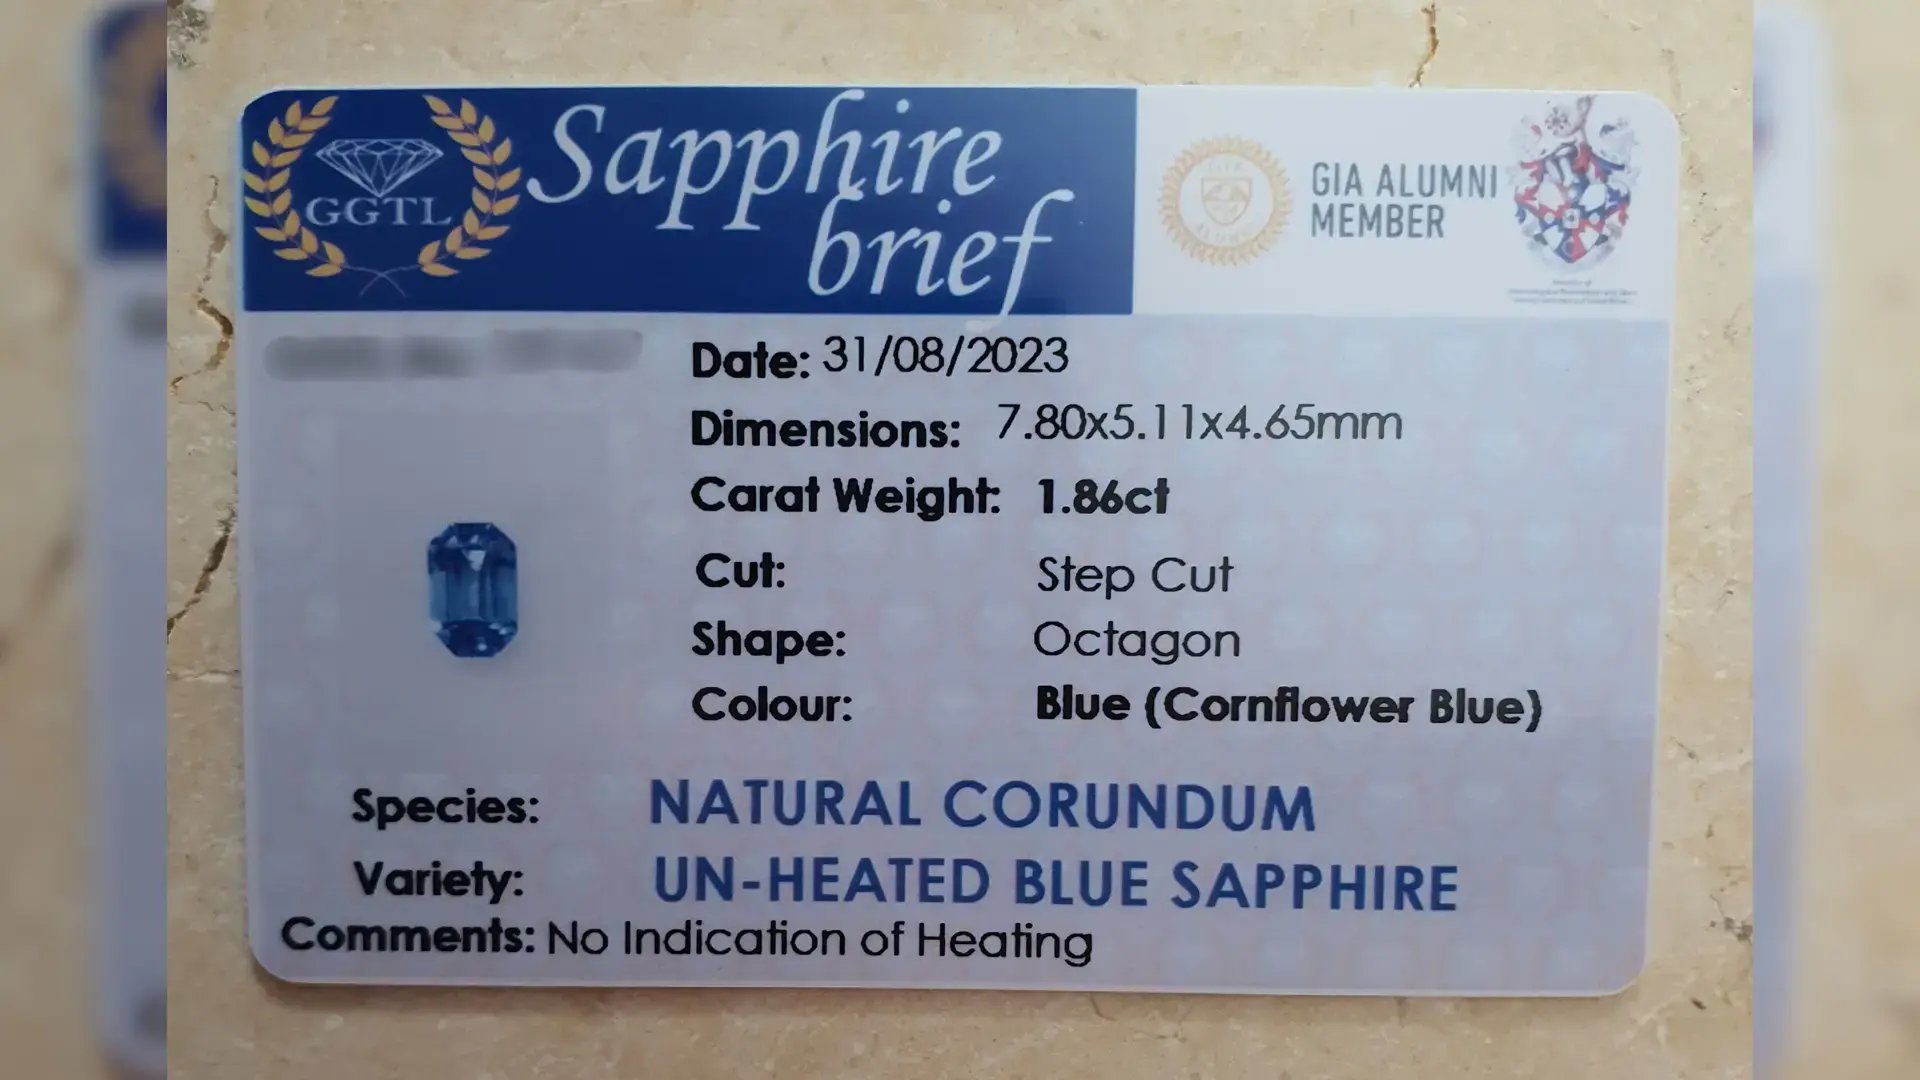 GGTL
Sapphire
brief
GIA ALUMNI
MEMBER
Date: 31/08/2023
Dimensions: 7.80x5.11x4.65mm
Carat Weight: 1.86ct
Cut: Step Cut
Shape: Octagon
Colour: Blue (Cornflower Blue)
Species: NATURAL CORUNDUM
Variety: UN-HEATED BLUE SAPPHIRE
Comments: No Indication of Heating